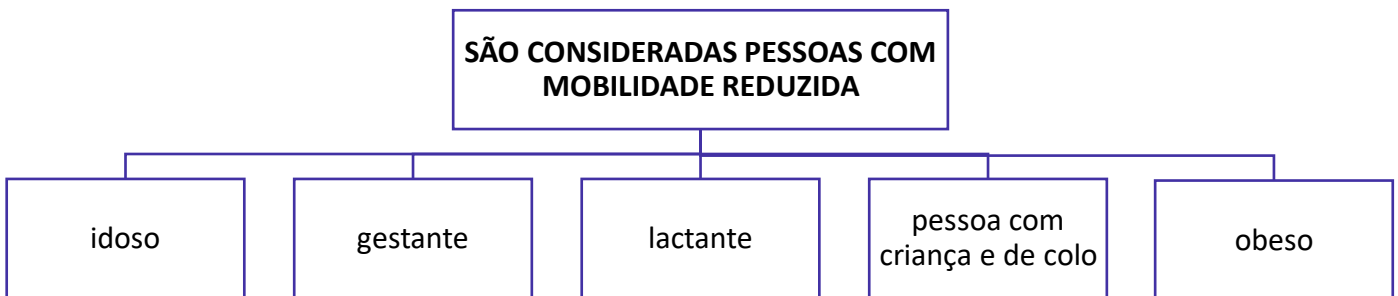 SÃO CONSIDERADAS PESSOAS COM
MOBILIDADE REDUZIDA
idoso
gestante
lactante
pessoa com
criança e de colo
obeso